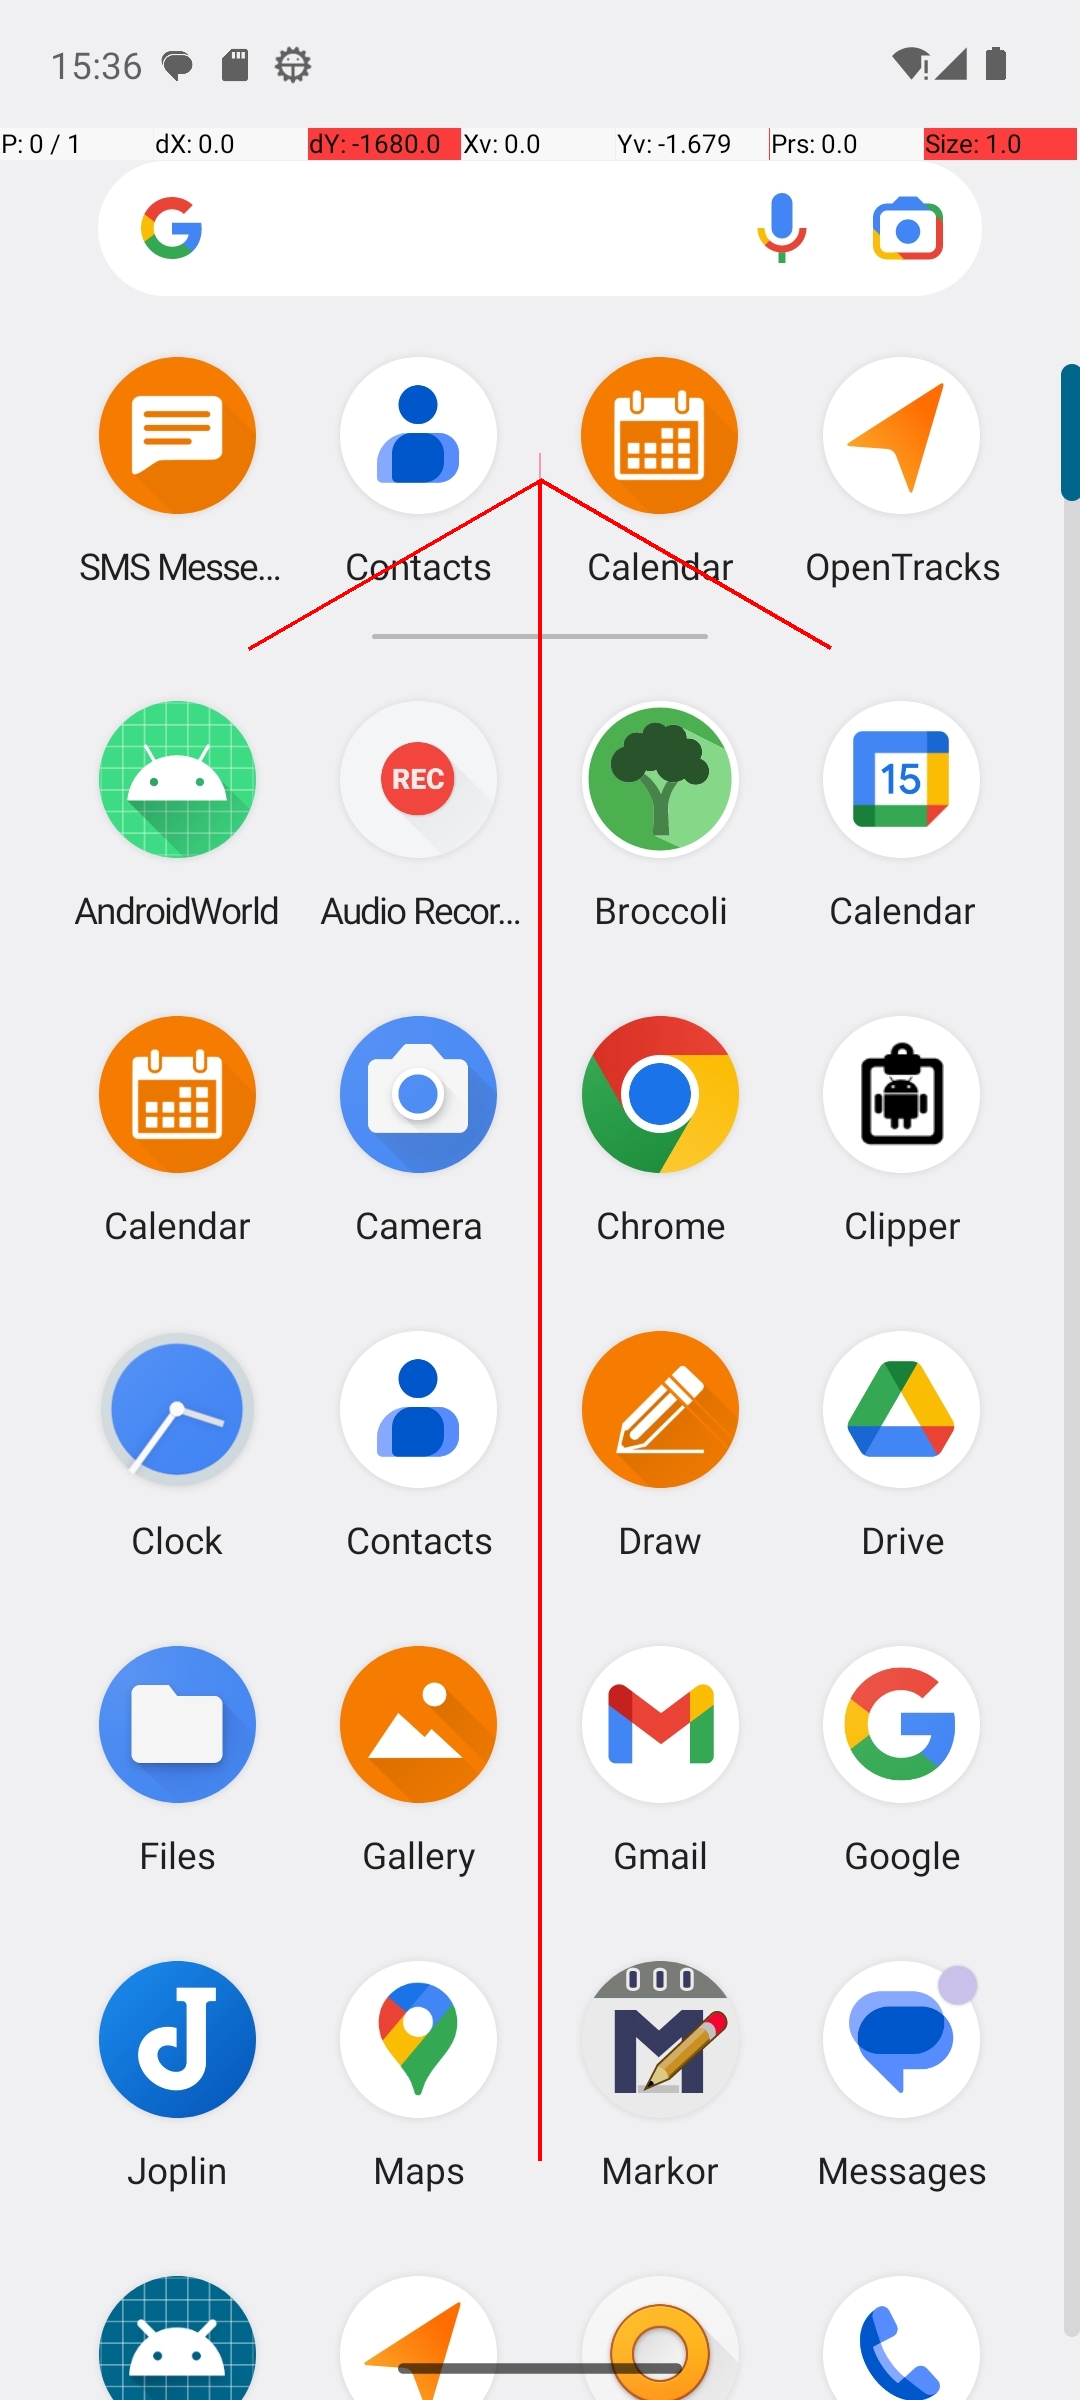 15:36
P: 0 / 1 dX: 0.0 dY: -1680.0 Xv: 0.0 Yv: -1.679 Prs: 0.0 Size: 1.0
SMS Messe... Contacts Calendar OpenTracks
REC
15
AndroidWorld Audio Recor... Broccoli Calendar
Calendar Camera Chrome Clipper
Clock Contacts Draw Drive
Files Gallery Gmail Google
Joplin Maps Markor Messages